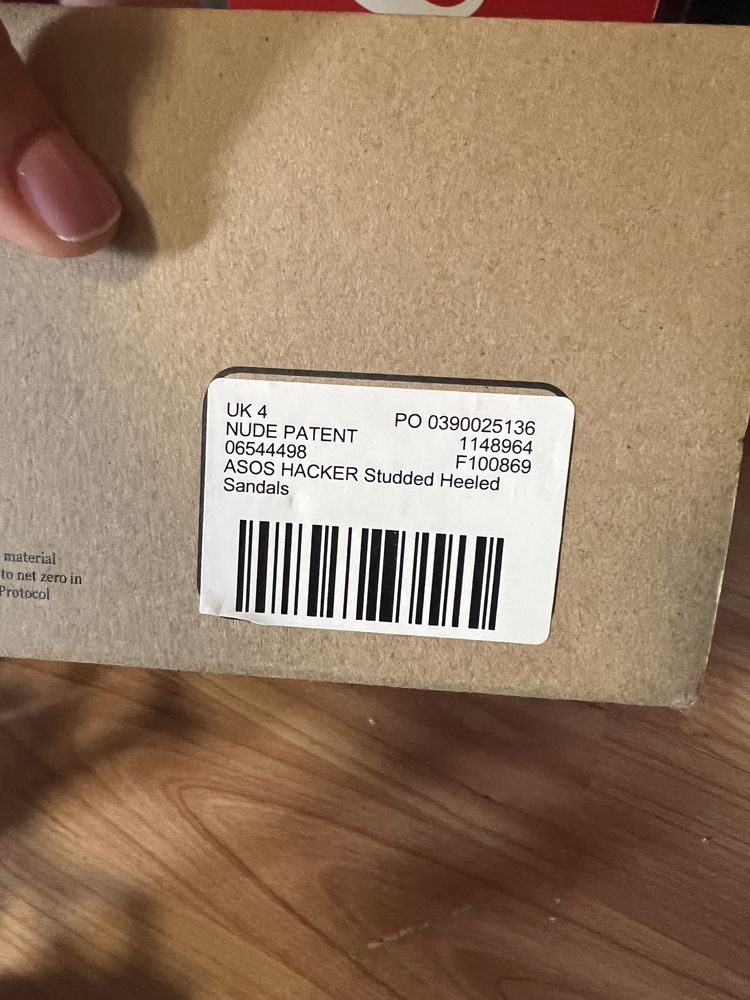 UK 4
PO 0390025136
NUDE PATENT
1148964
06544498
F100869
ASOS HACKER Studded Heeled
Sandals
material
to net zero in
Protocol